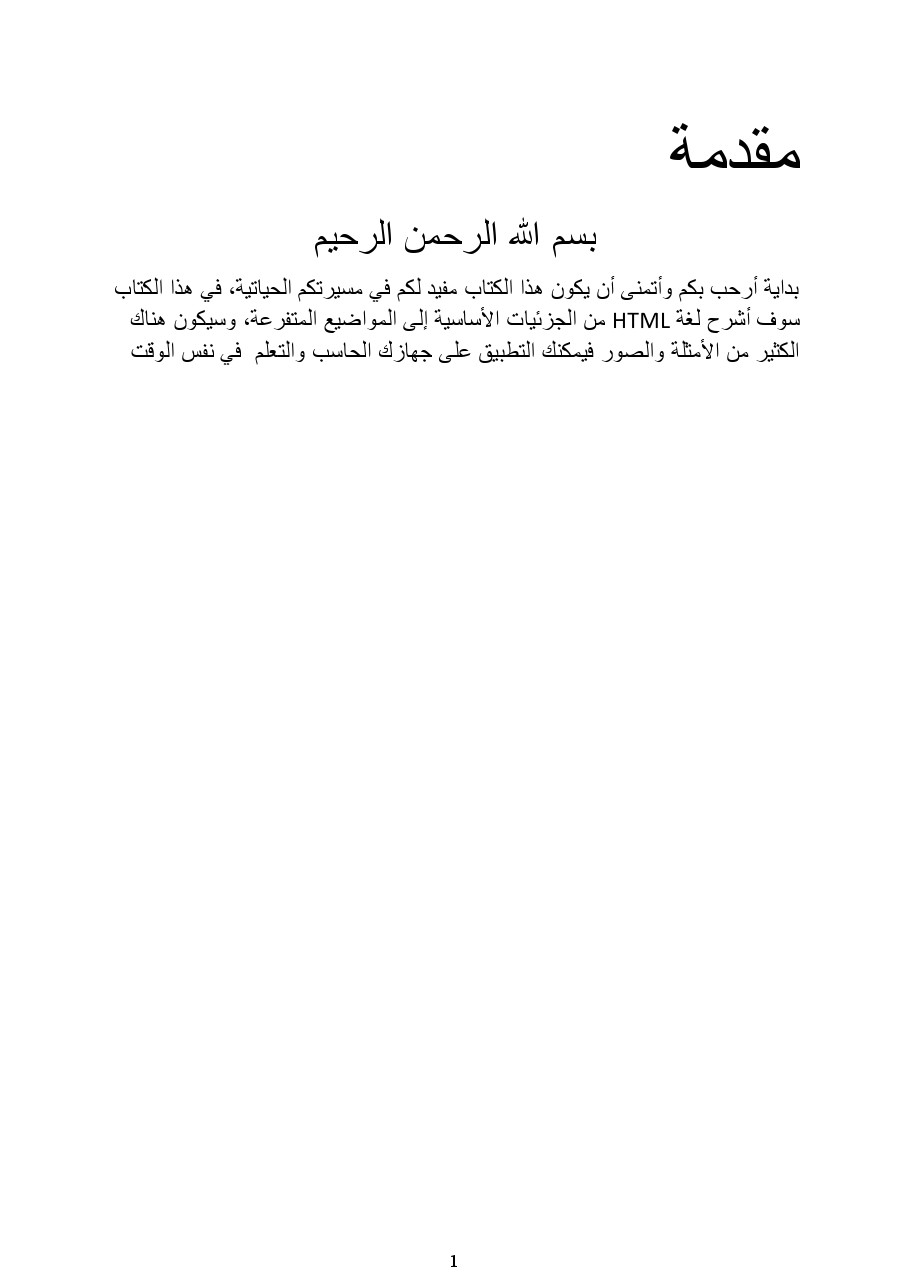 مقدمة
بسم الله الرحمن الرحيم
بداية أرحب بكم وأتمنى أن يكون هذا الكتاب مفيد لكم في مسيرتكم الحياتية، في هذا الكتاب
سوف أشرح لغة HTML من الجزئيات الأساسية إلى المواضيع المتفرعة، وسيكون هناك
الكثير من الأمثلة والصور فيمكنك التطبيق على جهازك الحاسب والتعلم  في نفس الوقت
1